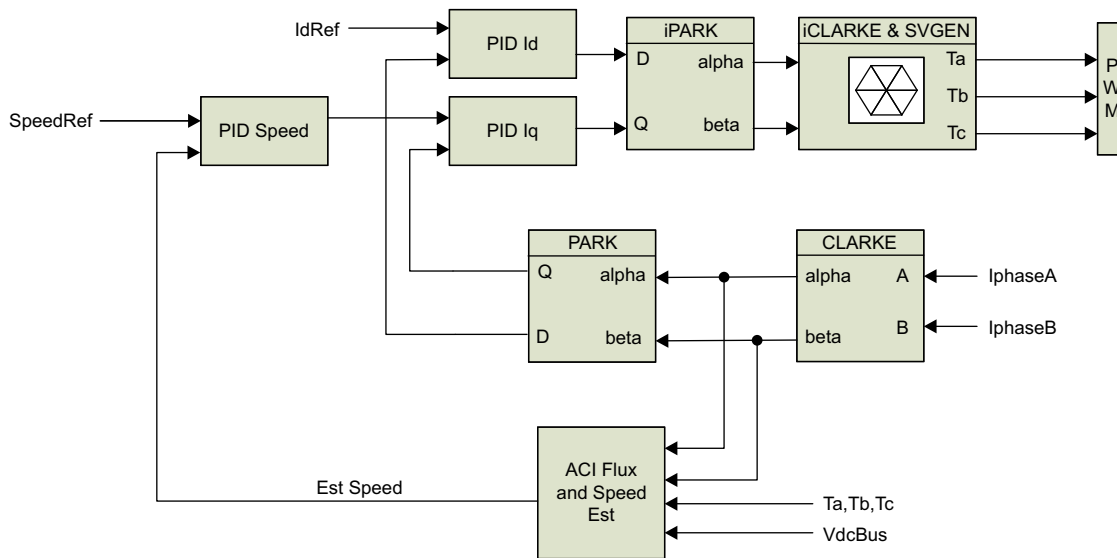 IdRef
PID Id
iPARK
D
alpha
Q
beta
iCLARKE & SVGEN
Ta
Tb
Tc
P
W
M
SpeedRef
PID Speed
PID Iq
PARK
Q
alpha
D
beta
CLARKE
alpha
A
beta
B
IphaseA
IphaseB
Est Speed
ACI Flux
and Speed
Est
Ta,Tb,Tc
VdcBus